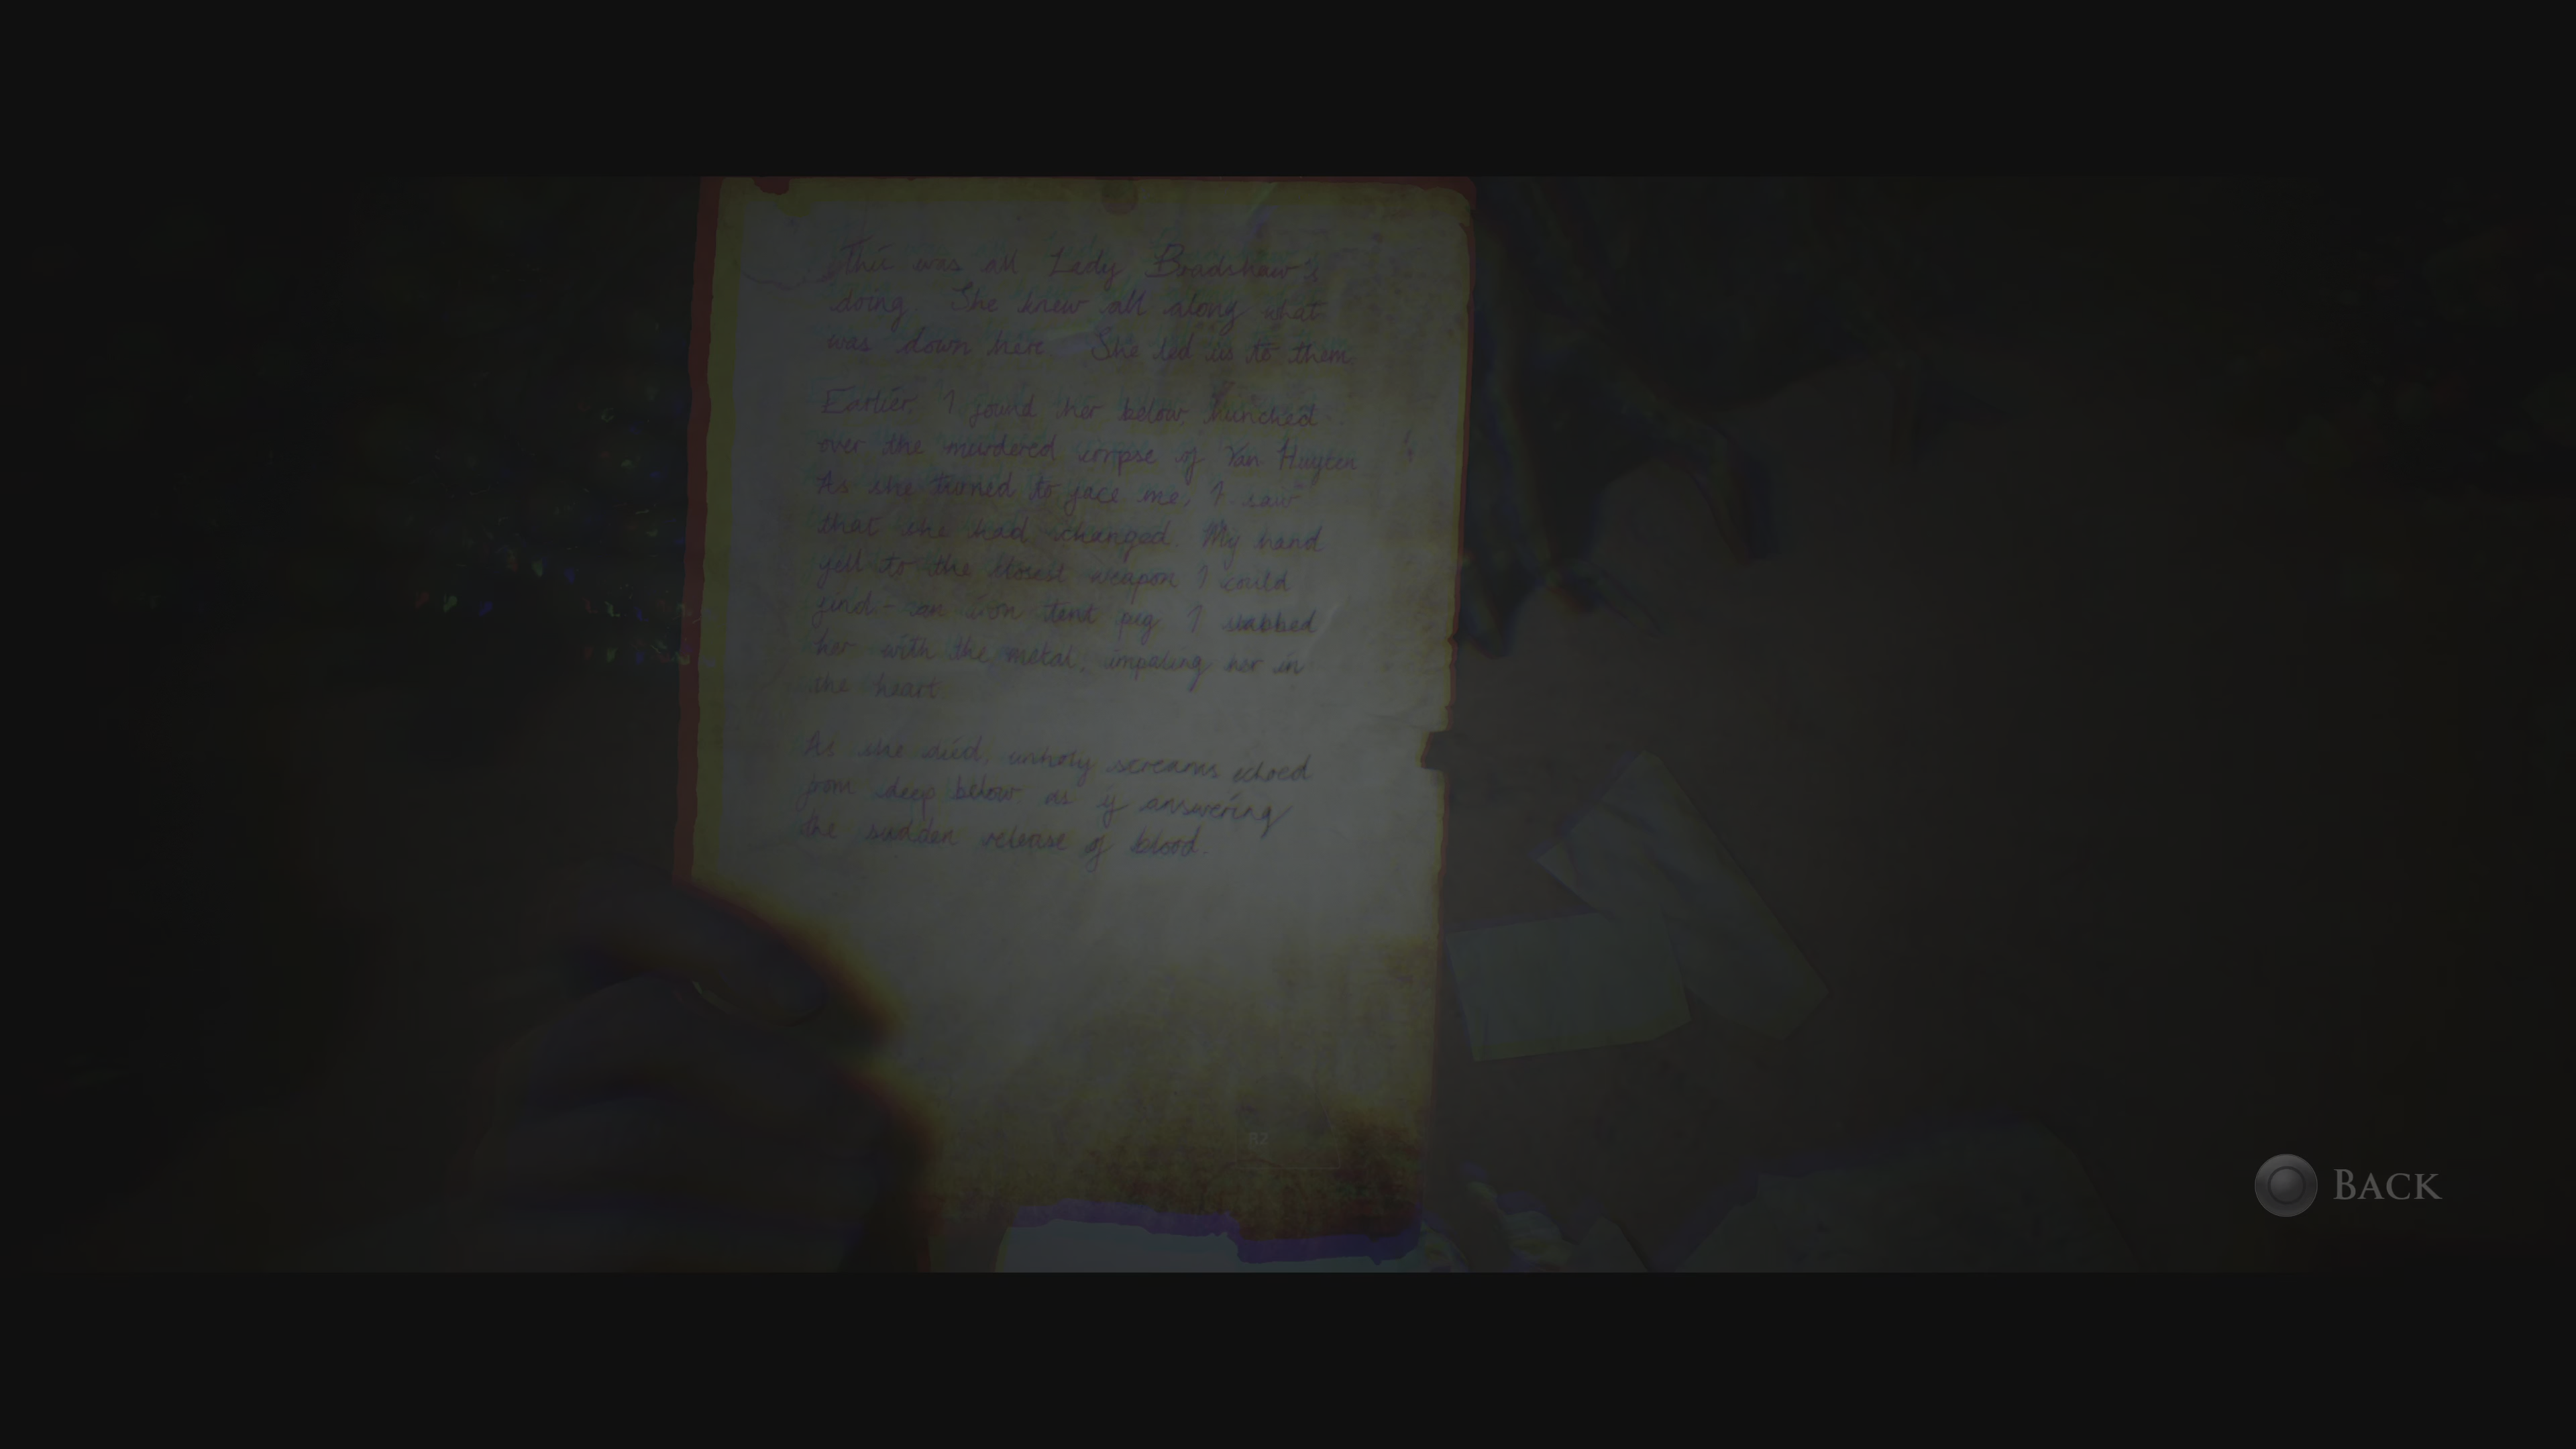 This was all Lady Bradshaw's
doing. She knew all along what
was down here. She led us to them.
Earlier, I found her below, hunched
over the murdered corpse of Van Huyten.
As she turned to face me, I saw
that she had changed. My hand
fell to the closest weapon I could
find - an iron tent peg. I stabbed
her with the metal, impaling her in
the heart.
As she died, unholy screams echoed
from deep below as if answering
the sudden release of blood.
R2
BACK